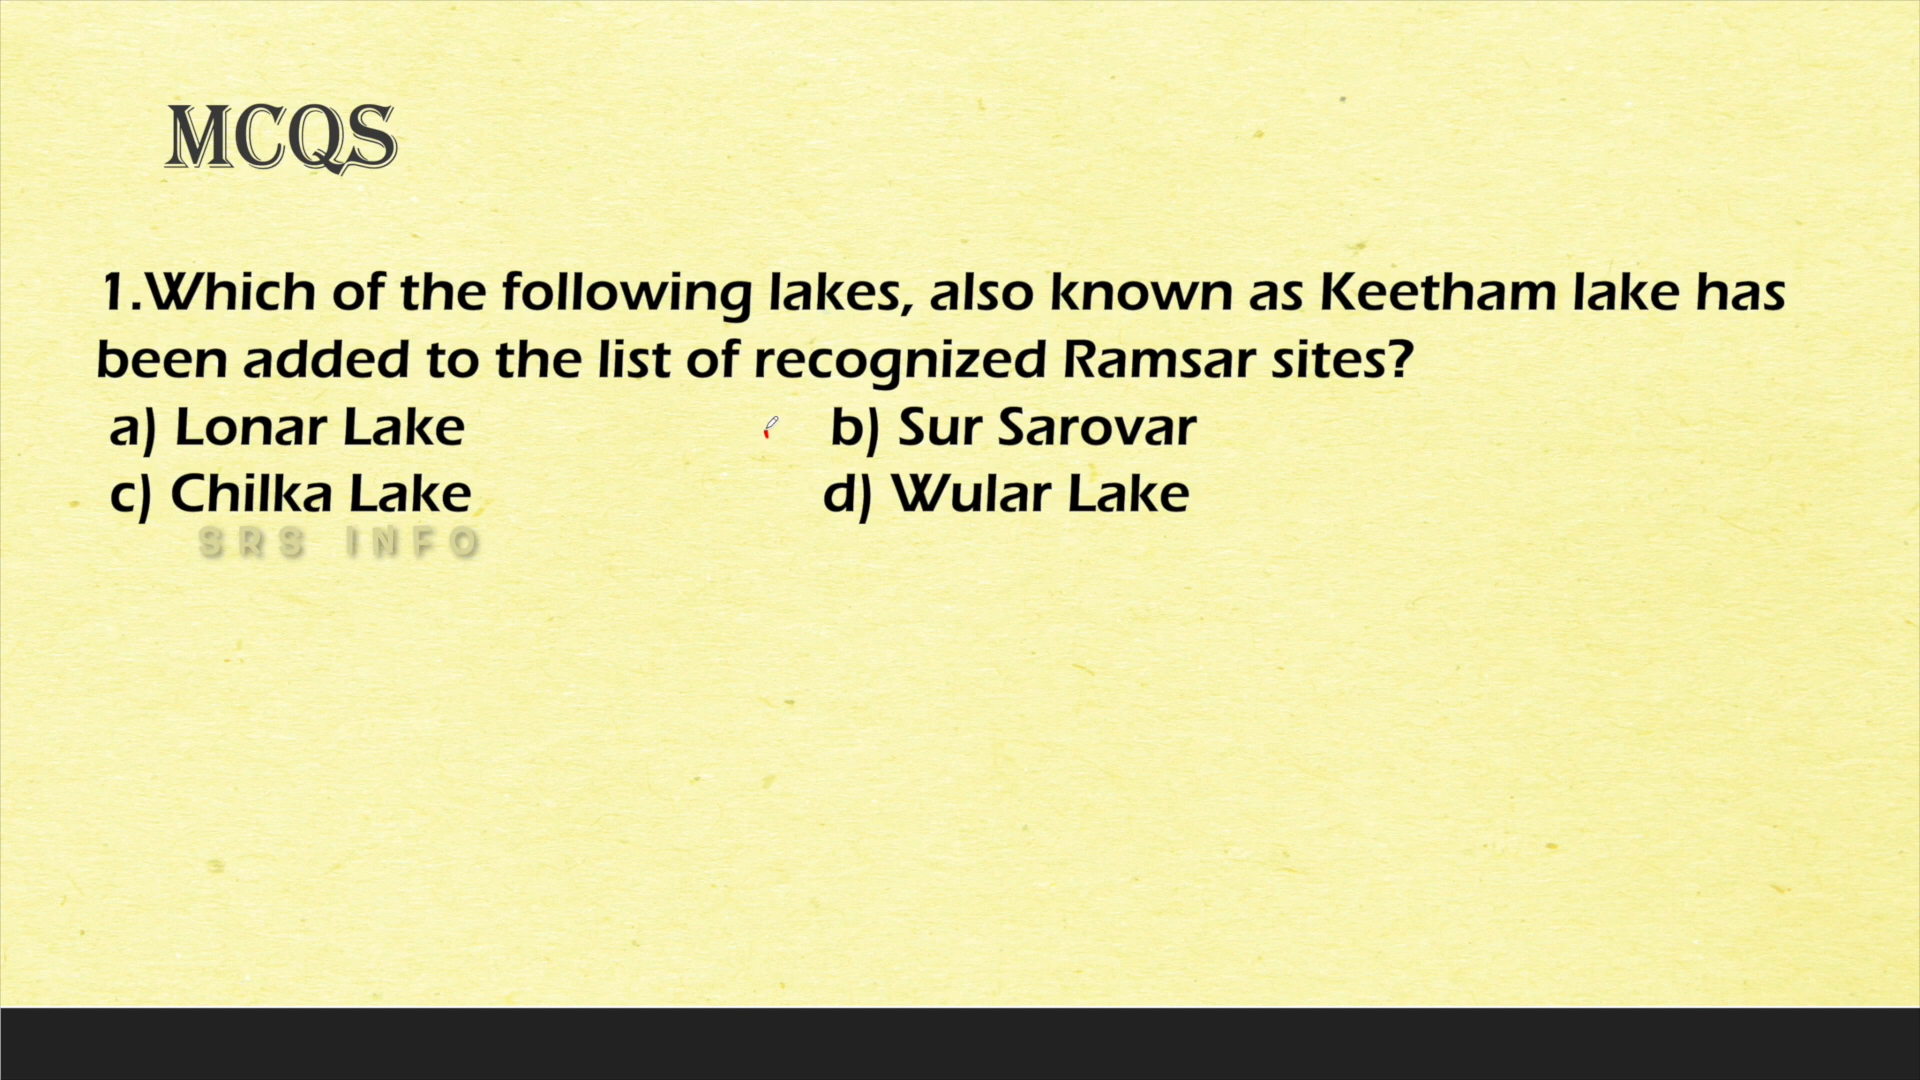 MCQS
1.Which of the following lakes, also known as Keetham lake has
been added to the list of recognized Ramsar sites?
a) Lonar Lake b) Sur Sarovar
c) Chilka Lake d) Wular Lake
SRS INFO